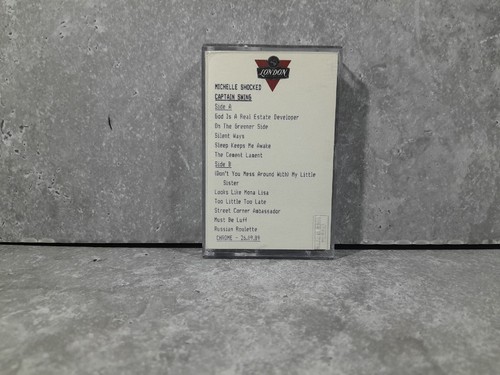 LONDON
MICHELLE SHOCKED
CAPTAIN SWING
Side A
God Is A Real Estate Developer
On The Greener Side
Silent Ways
Sleep Keeps Me Awake
The Cement Lament
Side B
(Don't You Mess Around With) My Little
Sister
Looks Like Mona Lisa
Too Little Too Late
Street Corner Ambassador
Must Be Luff
Russian Roulette
CHROME -